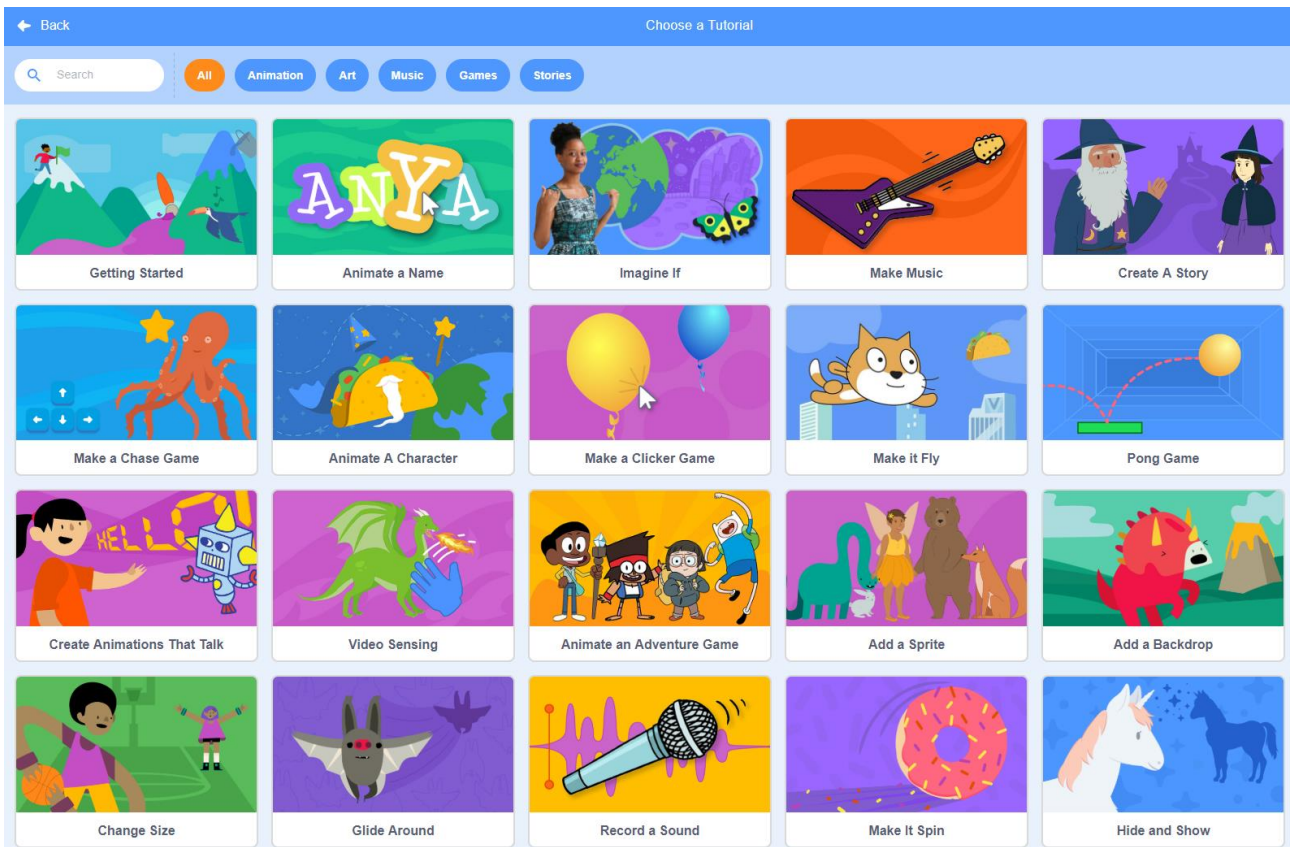 Back
Choose a Tutorial
Search
All
Animation
Art
Music
Games
Stories
ANYA
Getting Started
Animate a Name
Imagine If
Make Music
Create A Story
Make a Chase Game
Animate A Character
Make a Clicker Game
Make it Fly
Pong Game
HELLO!
Create Animations That Talk
Video Sensing
Animate an Adventure Game
Add a Sprite
Add a Backdrop
Change Size
Glide Around
Record a Sound
Make It Spin
Hide and Show